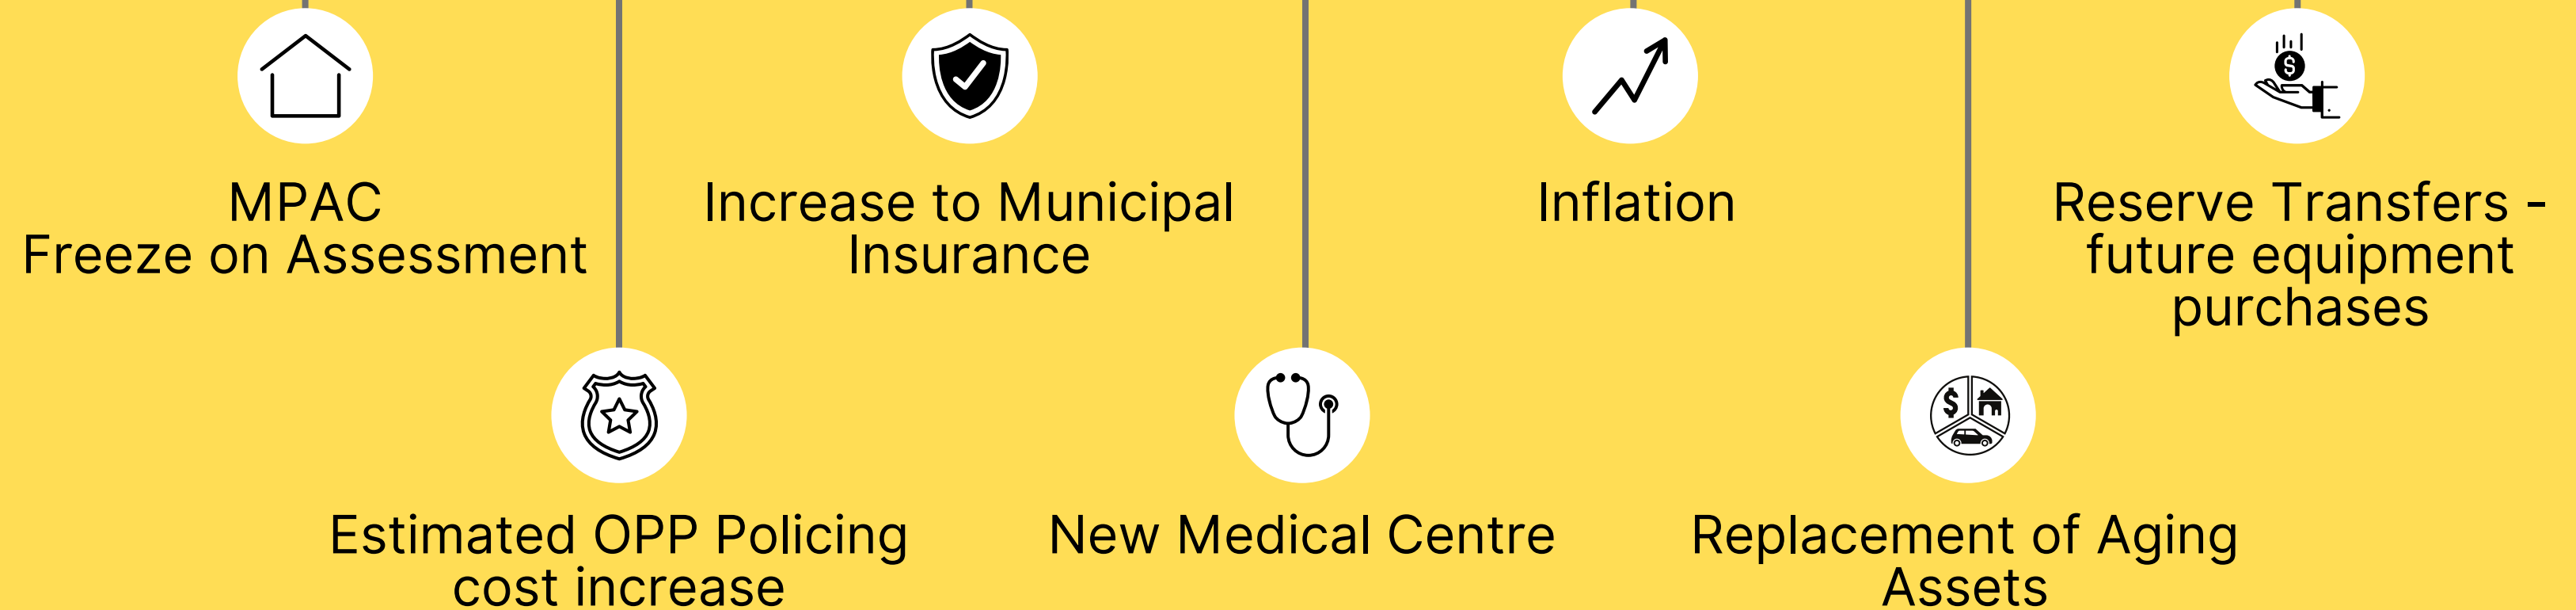 MPAC
Freeze on Assessment
Increase to Municipal
Insurance
Inflation
Reserve Transfers -
future equipment
purchases
Estimated OPP Policing
cost increase
New Medical Centre
Replacement of Aging
Assets